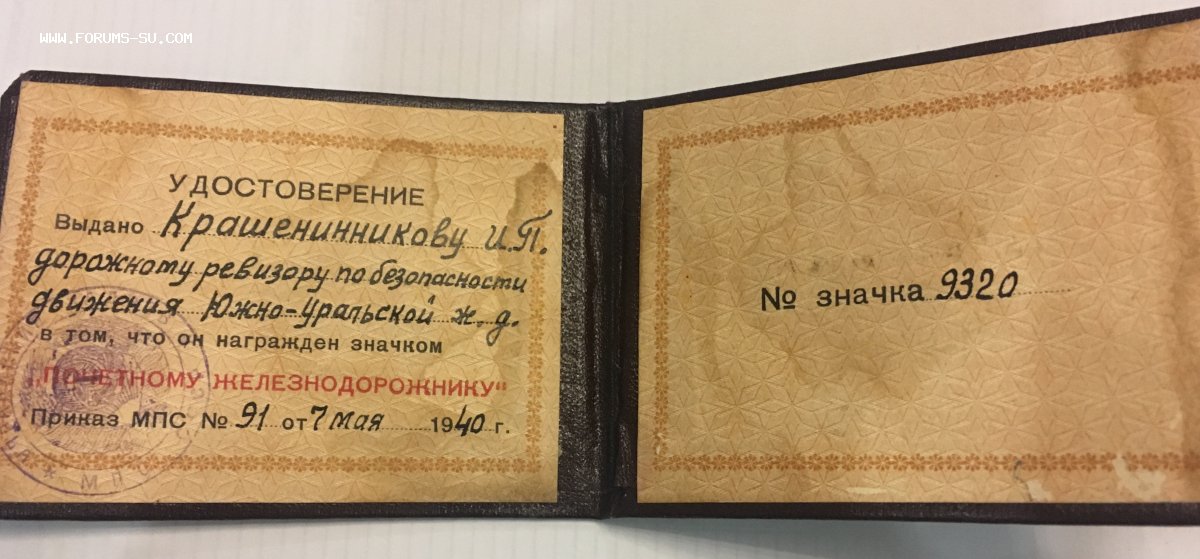 WWW.FORUMS-SU.COM
УДОСТОВЕРЕНИЕ
Выдано Крашенинникову И.П.
дорожному ревизору по безопасности
движения Южно-Уральской ж.д.
в том, что он награжден значком
„ПОЧЕТНОМУ ЖЕЛЕЗНОДОРОЖНИКУ“
Приказ МПС № 91 от 7 мая 1940 г.
№ значка 9320